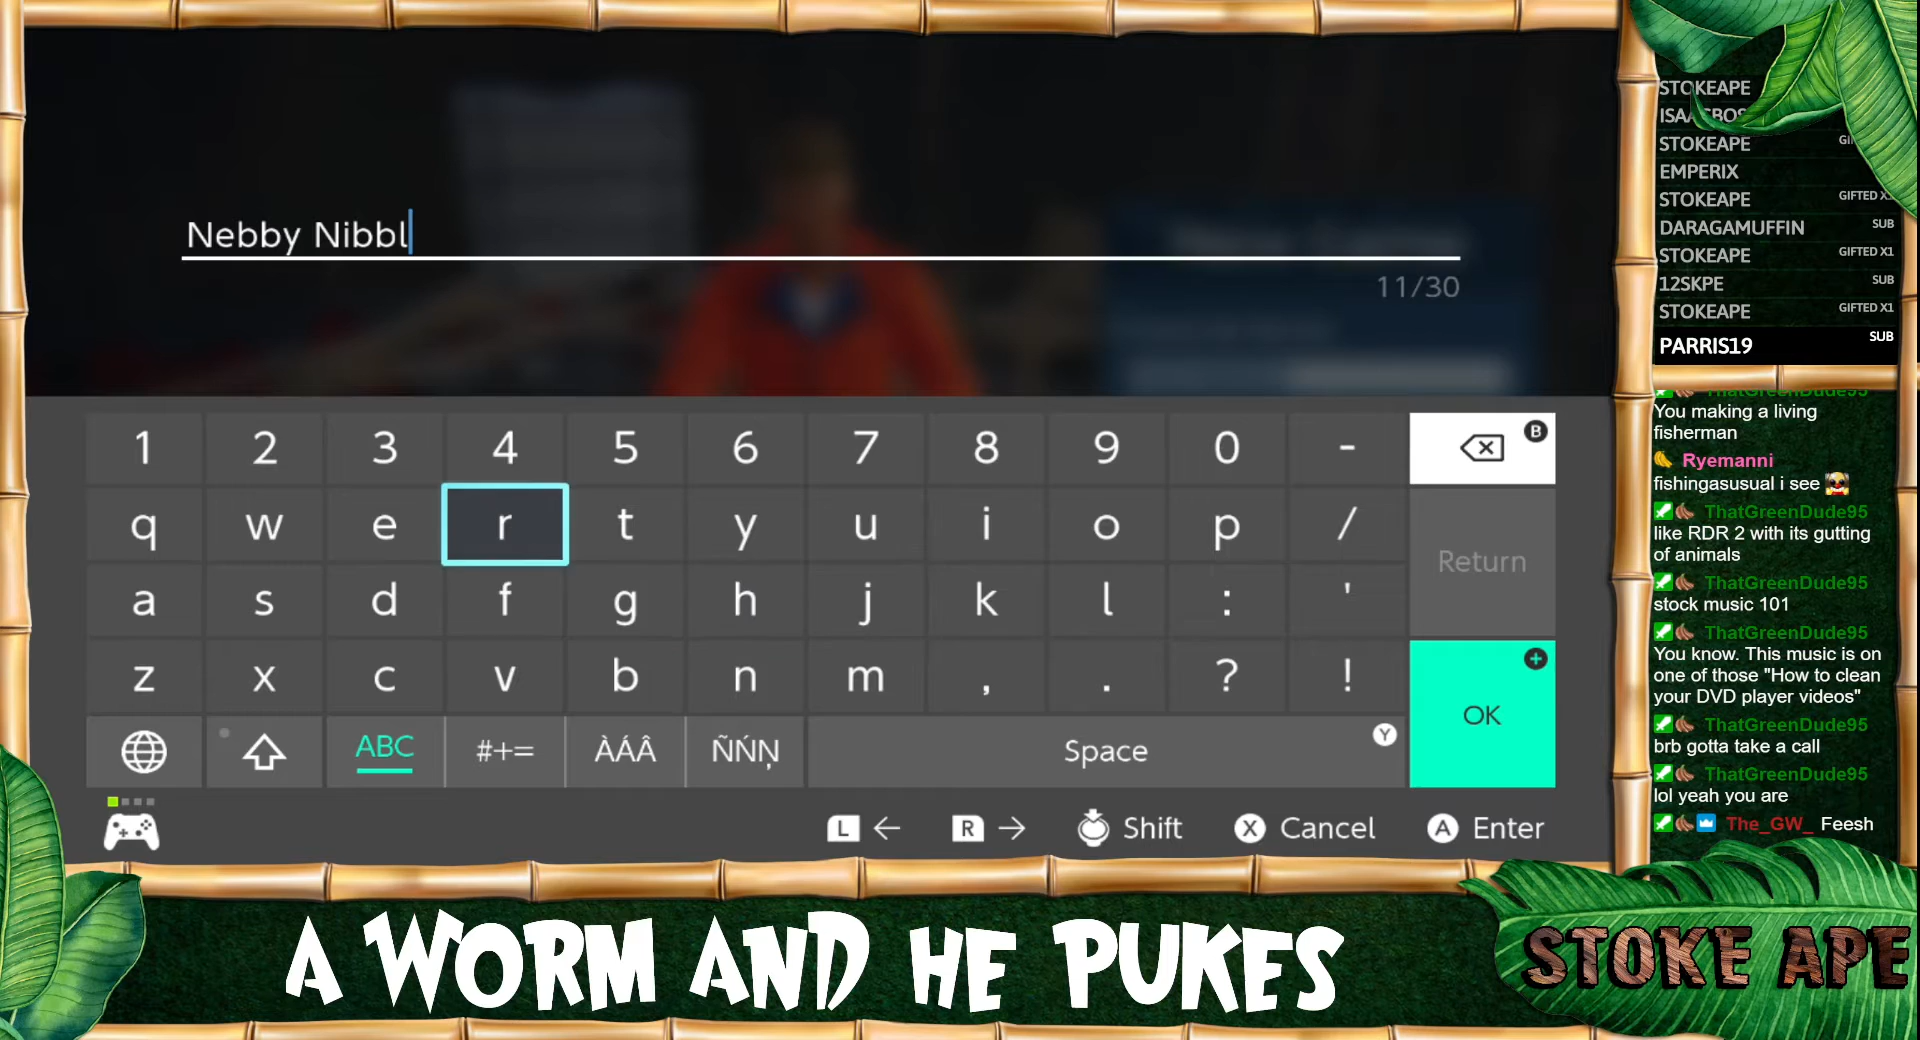 Nebby Nibbl
11/30
1 2 3 4 5 6 7 8 9 0 -
B
q w e r t y u i o p /
Return
a s d f g h j k l : '
z x c v b n m , . ? !
OK
ABC #+= ÀÁÂ ÑŃŅ Space Y
L ← R → Shift X Cancel A Enter
STOKEAPE
STOKEAPE
EMPERIX
STOKEAPE GIFTED
DARAGAMUFFIN SUB
STOKEAPE GIFTED X1
12SKPE SUB
STOKEAPE GIFTED X1
PARRIS19 SUB
ThatGreenDude95
You making a living
fisherman
Ryemanni
fishingasusual i see
ThatGreenDude95
like RDR 2 with its gutting
of animals
ThatGreenDude95
stock music 101
ThatGreenDude95
You know. This music is on
one of those "How to clean
your DVD player videos"
ThatGreenDude95
brb gotta take a call
ThatGreenDude95
lol yeah you are
The_GW_ Feesh
A WORM AND HE PUKES
STOKE APE